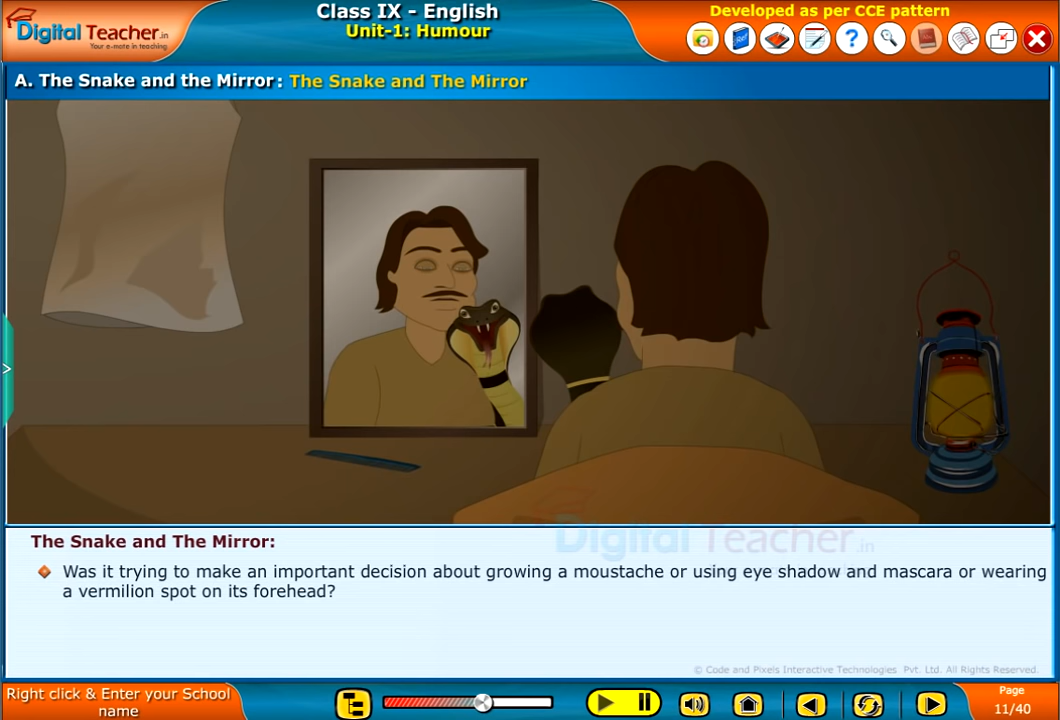 Digital Teacher.in
Your e-mate in teaching
Class IX - English
Unit-1: Humour
Developed as per CCE pattern
A. The Snake and the Mirror : The Snake and The Mirror
The Snake and The Mirror:
Was it trying to make an important decision about growing a moustache or using eye shadow and mascara or wearing
a vermilion spot on its forehead?
Digital Teacher.in
© Code and Pixels Interactive Technologies Pvt. Ltd. All Rights Reserved.
Right click & Enter your School
name
Page
11/40